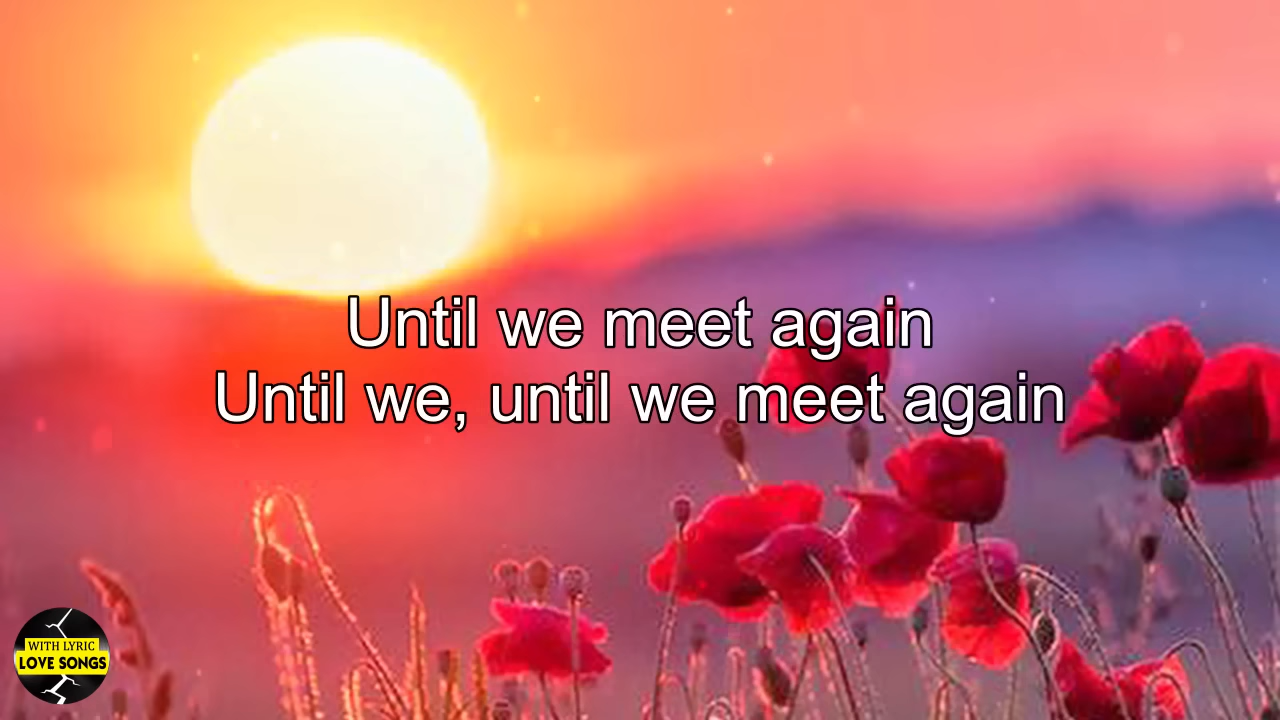 Until we meet again
Until we, until we meet again
WITH LYRIC
LOVE SONGS